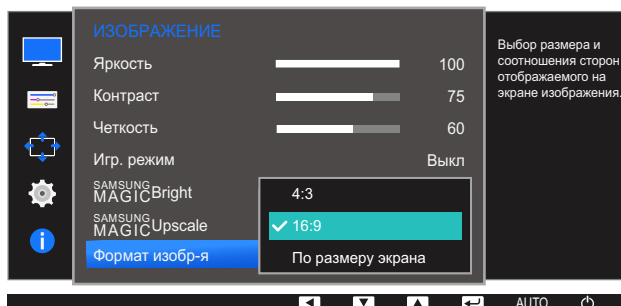 ИЗОБРАЖЕНИЕ
Яркость 100
Контраст 75
Четкость 60
Игр. режим Выкл
SAMSUNG
MAGICBright
SAMSUNG
MAGICUpscale
Формат изобр-я
4:3
16:9
По размеру экрана
Выбор размера и
соотношения сторон
отображаемого на
экране изображения.
AUTO